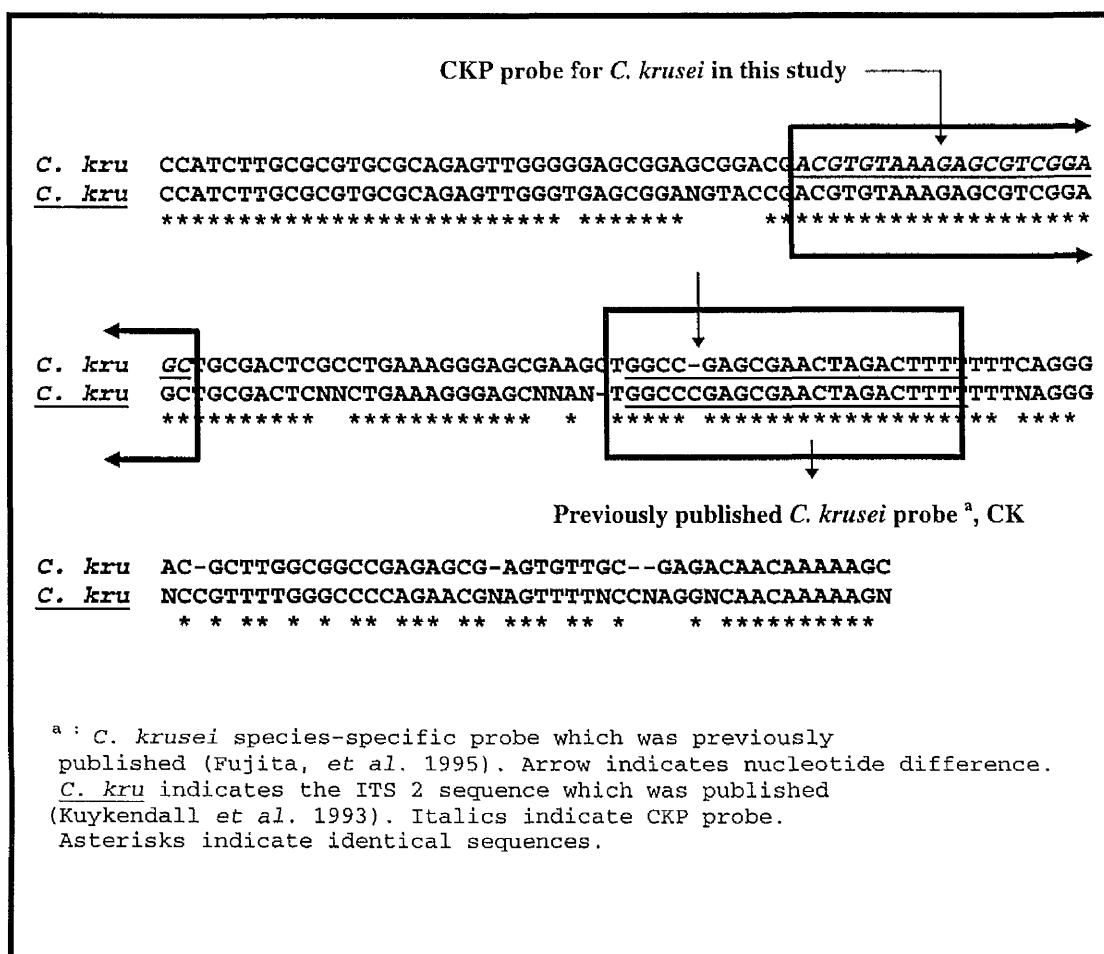 CKP probe for C. krusei in this study
C. kru CCATCTTGCGCGTGCGCAGAGTTGGGGGAGCGGAGCGGACGACGTGTAAAGAGCGTCGGA
C. kru CCATCTTGCGCGTGCGCAGAGTTGGGTGAGCGGANGTACCGACGTGTAAAGAGCGTCGGA
************************** ******* *********************
C. kru GCTGCGACTCGCCTGAAAGGGAGCGAAGCTGGCC-GAGCGAACTAGACTTTTTTTCAGGG
C. kru GCTGCGACTCNNCTGAAAGGGAGCNNAN-TGGCCCGAGCGAACTAGACTTTTTTTNAGGG
********** ************ * ***** ******************* ****
Previously published C. krusei probe a, CK
C. kru AC-GCTTGGCGGCCGAGAGCG-AGTGTTGC--GAGACAACAAAAAGC
C. kru NCCGTTTTGGGCCCCAGAACGNAGTTTTNCCNAGGNCAACAAAAAGN
* * ** * * ** *** ** *** ** * * **********
a : C. krusei species-specific probe which was previously
published (Fujita, et al. 1995). Arrow indicates nucleotide difference.
C. kru indicates the ITS 2 sequence which was published
(Kuykendall et al. 1993). Italics indicate CKP probe.
Asterisks indicate identical sequences.